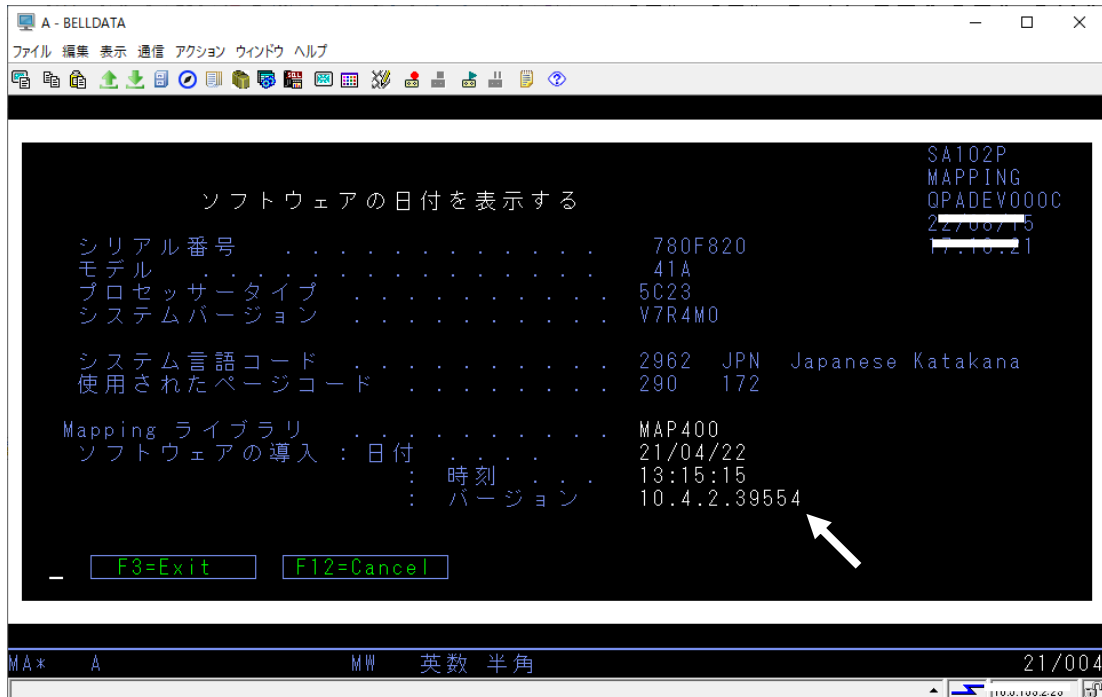 A - BELLDATA
ファイル 編集 表示 通信 アクション ウィンドウ ヘルプ
SA102P
MAPPING
ソフトウェアの日付を表示する QPADEV000C
シリアル番号 . . . . . . . . . . . . 780F820
モデル . . . . . . . . . . . . . . . 41A
プロセッサータイプ . . . . . . . . . . 5C23
システムバージョン . . . . . . . . . . V7R4M0
システム言語コード . . . . . . . . . . 2962 JPN Japanese Katakana
使用されたページコード . . . . . . . . 290 172
Mapping ライブラリ . . . . . . . . . . MAP400
ソフトウェアの導入 : 日付 . . . . 21/04/22
: 時刻 . . . 13:15:15
: バージョン 10.4.2.39554
F3=Exit F12=Cancel
MA* A MW 英数 半角 21/004